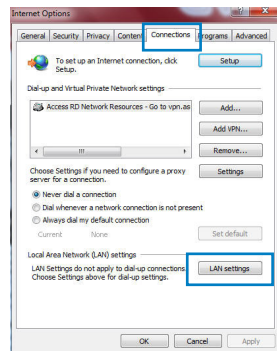 Internet Options
General Security Privacy Content Connections Programs Advanced
To set up an Internet connection, click Setup.
Setup
Dial-up and Virtual Private Network settings
Access RD Network Resources - Go to vpn.as
Add...
Add VPN...
Remove...
Choose Settings if you need to configure a proxy server for a connection.
Settings
Never dial a connection
Dial whenever a network connection is not present
Always dial my default connection
Current None
Set default
Local Area Network (LAN) settings
LAN Settings do not apply to dial-up connections.
Choose Settings above for dial-up settings.
LAN settings
OK Cancel Apply